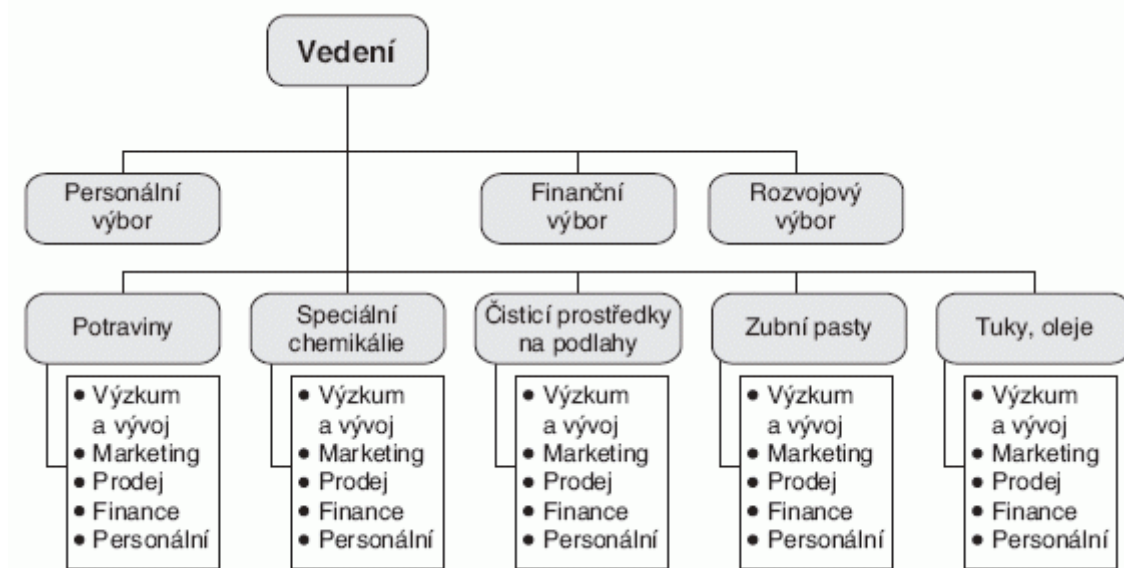 Vedení
Personální
výbor
Finanční
výbor
Rozvojový
výbor
Potraviny
Speciální
chemikálie
Čisticí prostředky
na podlahy
Zubní pasty
Tuky, oleje
● Výzkum
a vývoj
● Marketing
● Prodej
● Finance
● Personální
● Výzkum
a vývoj
● Marketing
● Prodej
● Finance
● Personální
● Výzkum
a vývoj
● Marketing
● Prodej
● Finance
● Personální
● Výzkum
a vývoj
● Marketing
● Prodej
● Finance
● Personální
● Výzkum
a vývoj
● Marketing
● Prodej
● Finance
● Personální